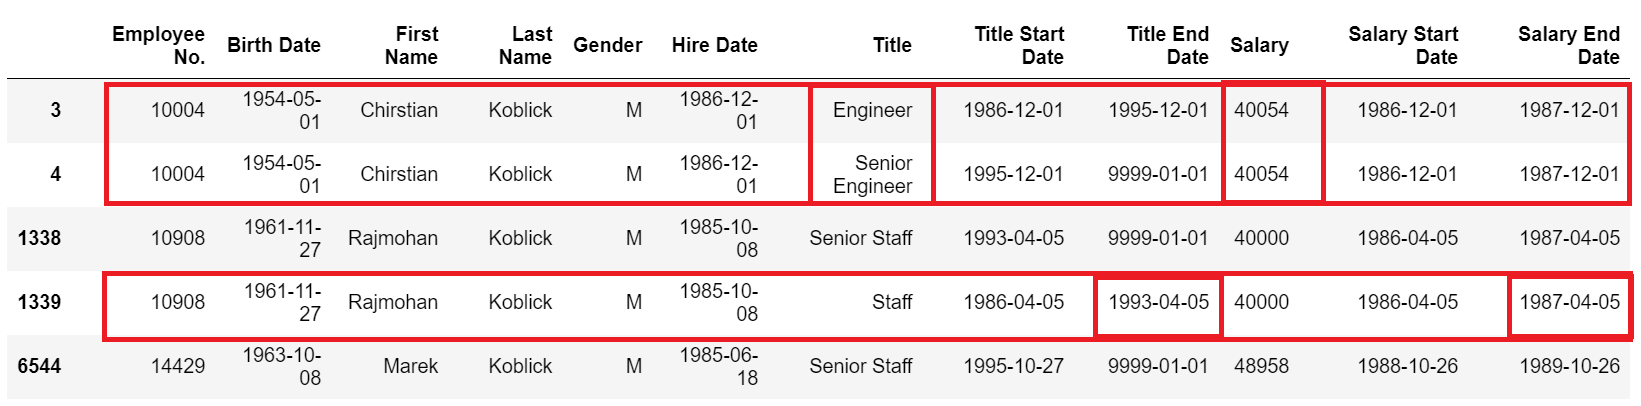 Employee No. Birth Date First Name Last Name Gender Hire Date Title Title Start Date Title End Date Salary Salary Start Date Salary End Date
3 10004 1954-05-01 Chirstian Koblick M 1986-12-01 Engineer 1986-12-01 1995-12-01 40054 1986-12-01 1987-12-01
4 10004 1954-05-01 Chirstian Koblick M 1986-12-01 Senior Engineer 1995-12-01 9999-01-01 40054 1986-12-01 1987-12-01
1338 10908 1961-11-27 Rajmohan Koblick M 1985-10-08 Senior Staff 1993-04-05 9999-01-01 40000 1986-04-05 1987-04-05
1339 10908 1961-11-27 Rajmohan Koblick M 1985-10-08 Staff 1986-04-05 1993-04-05 40000 1986-04-05 1987-04-05
6544 14429 1963-10-08 Marek Koblick M 1985-06-18 Senior Staff 1995-10-27 9999-01-01 48958 1988-10-26 1989-10-26